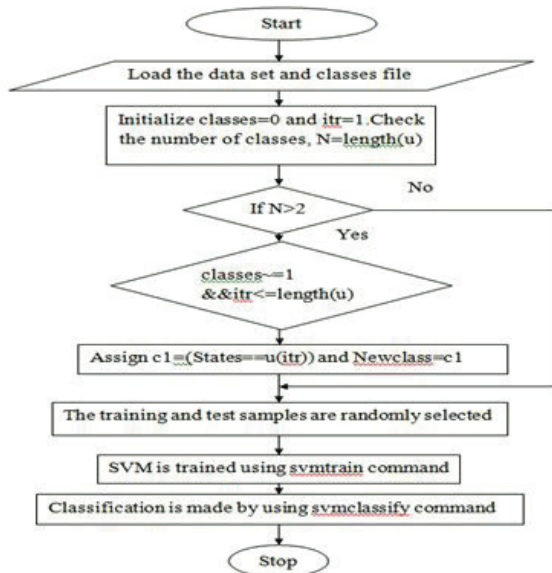 Start
Load the data set and classes file
Initialize classes=0 and itr=1.Check
the number of classes, N=length(u)
No
If N>2
Yes
classes~=1
&&itr<=length(u)
Assign c1=(States==u(itr)) and Newclass=c1
The training and test samples are randomly selected
SVM is trained using svmtrain command
Classification is made by using svmclassify command
Stop